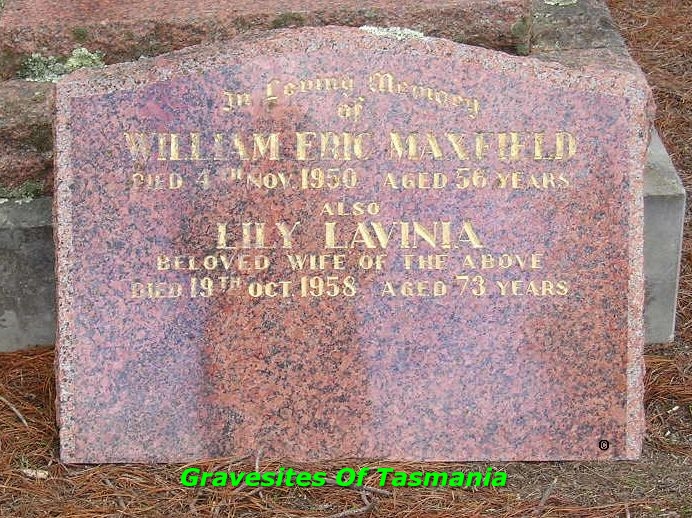 In Loving Memory
of
WILLIAM ERIC MAXFIELD
DIED 4TH NOV. 1950 AGED 56 YEARS
ALSO
LILY LAVINIA
BELOVED WIFE OF THE ABOVE
DIED 19TH OCT 1958 AGED 73 YEARS
©
Gravesites Of Tasmania